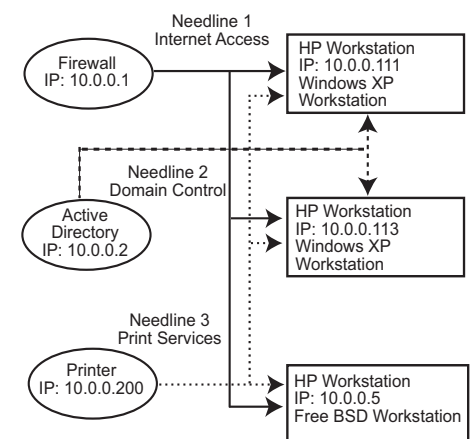 Needline 1
Internet Access
Firewall
IP: 10.0.0.1
HP Workstation
IP: 10.0.0.111
Windows XP
Workstation
Needline 2
Domain Control
Active
Directory
IP: 10.0.0.2
HP Workstation
IP: 10.0.0.113
Windows XP
Workstation
Needline 3
Print Services
Printer
IP: 10.0.0.200
HP Workstation
IP: 10.0.0.5
Free BSD Workstation